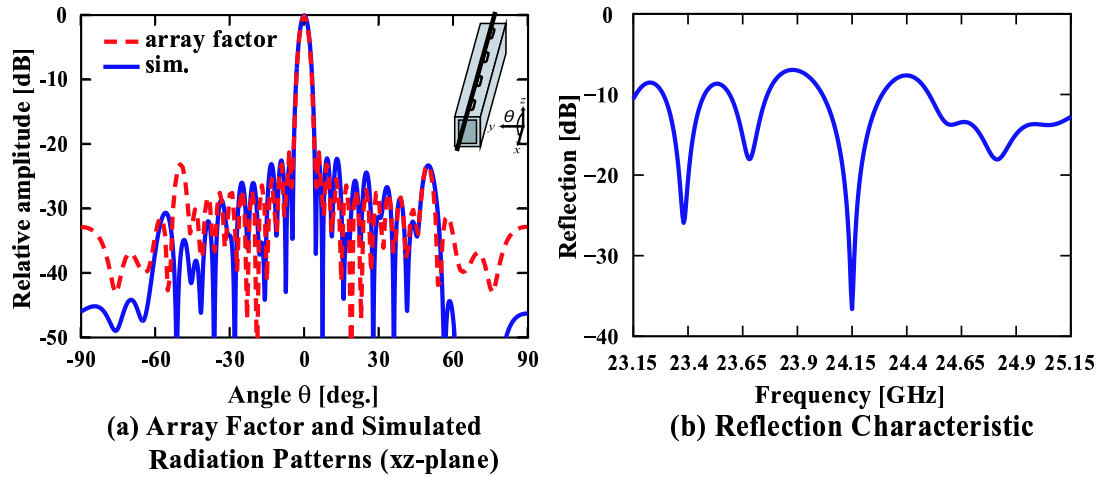 0
-10
-20
-30
-40
-50
Relative amplitude [dB]
array factor
sim.
θ
z
y
x
-90
-60
-30
0
30
60
90
Angle θ [deg.]
(a) Array Factor and Simulated
Radiation Patterns (xz-plane)
0
−10
−20
−30
−40
Reflection [dB]
23.15 23.4 23.65 23.9 24.15 24.4 24.65 24.9 25.15
Frequency [GHz]
(b) Reflection Characteristic